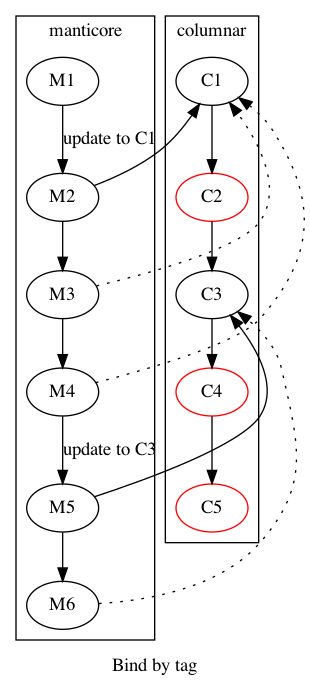 manticore
columnar
M1
C1
update to C1
M2
C2
M3
C3
M4
C4
update to C3
M5
C5
M6
Bind by tag